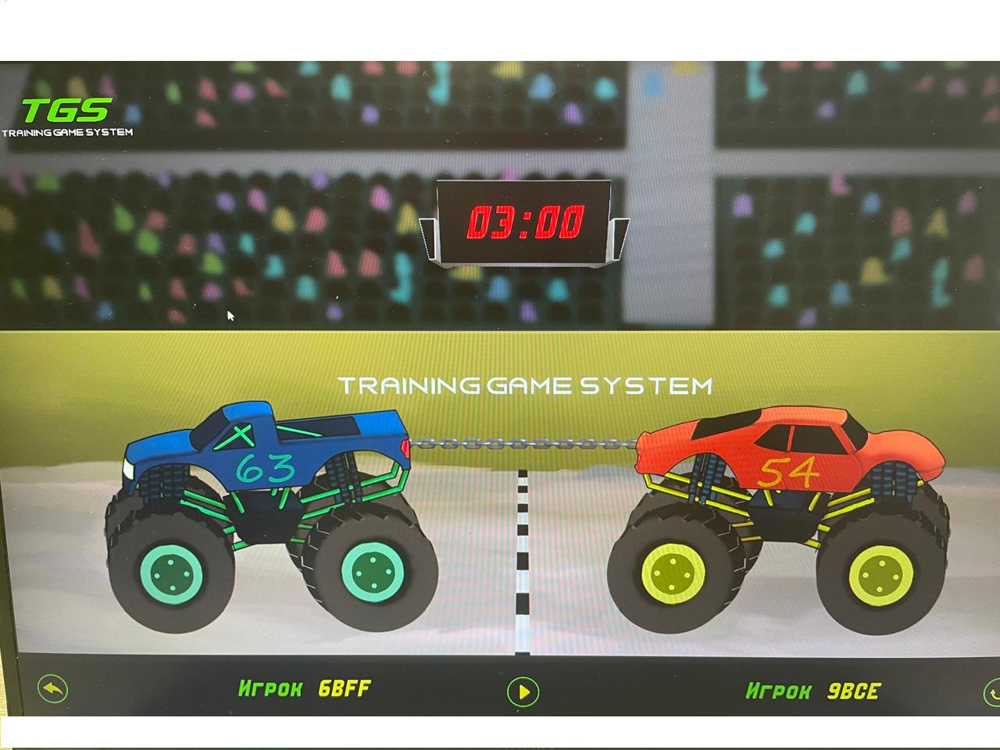 TGS
TRAINING GAME SYSTEM
03:00
TRAINING GAME SYSTEM
63
54
Игрок 6BFF
Игрок 9BCE